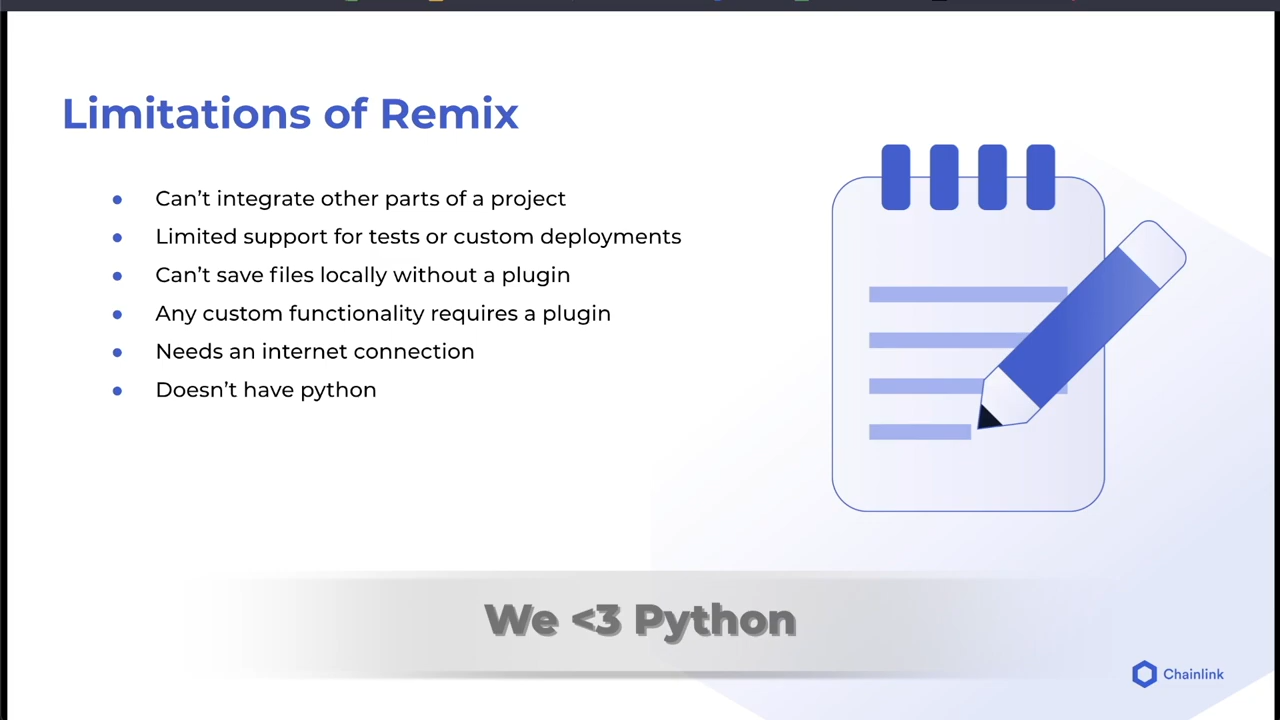 Limitations of Remix
● Can’t integrate other parts of a project
● Limited support for tests or custom deployments
● Can’t save files locally without a plugin
● Any custom functionality requires a plugin
● Needs an internet connection
● Doesn’t have python
We <3 Python
Chainlink